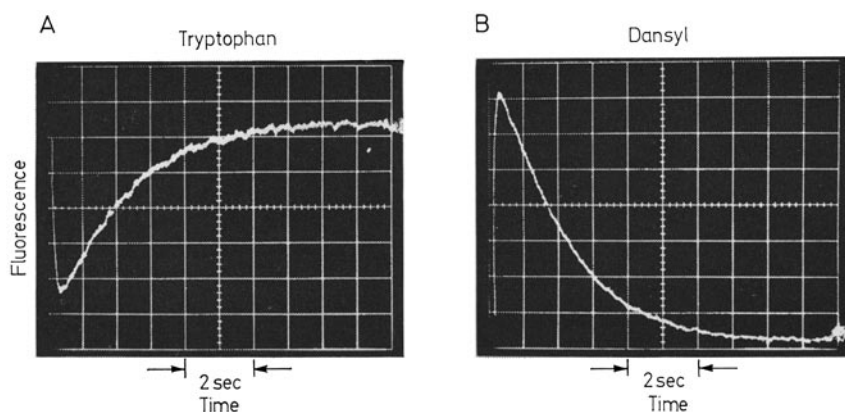 A
Tryptophan
Fluorescence
2 sec
Time
B
Dansyl
2 sec
Time